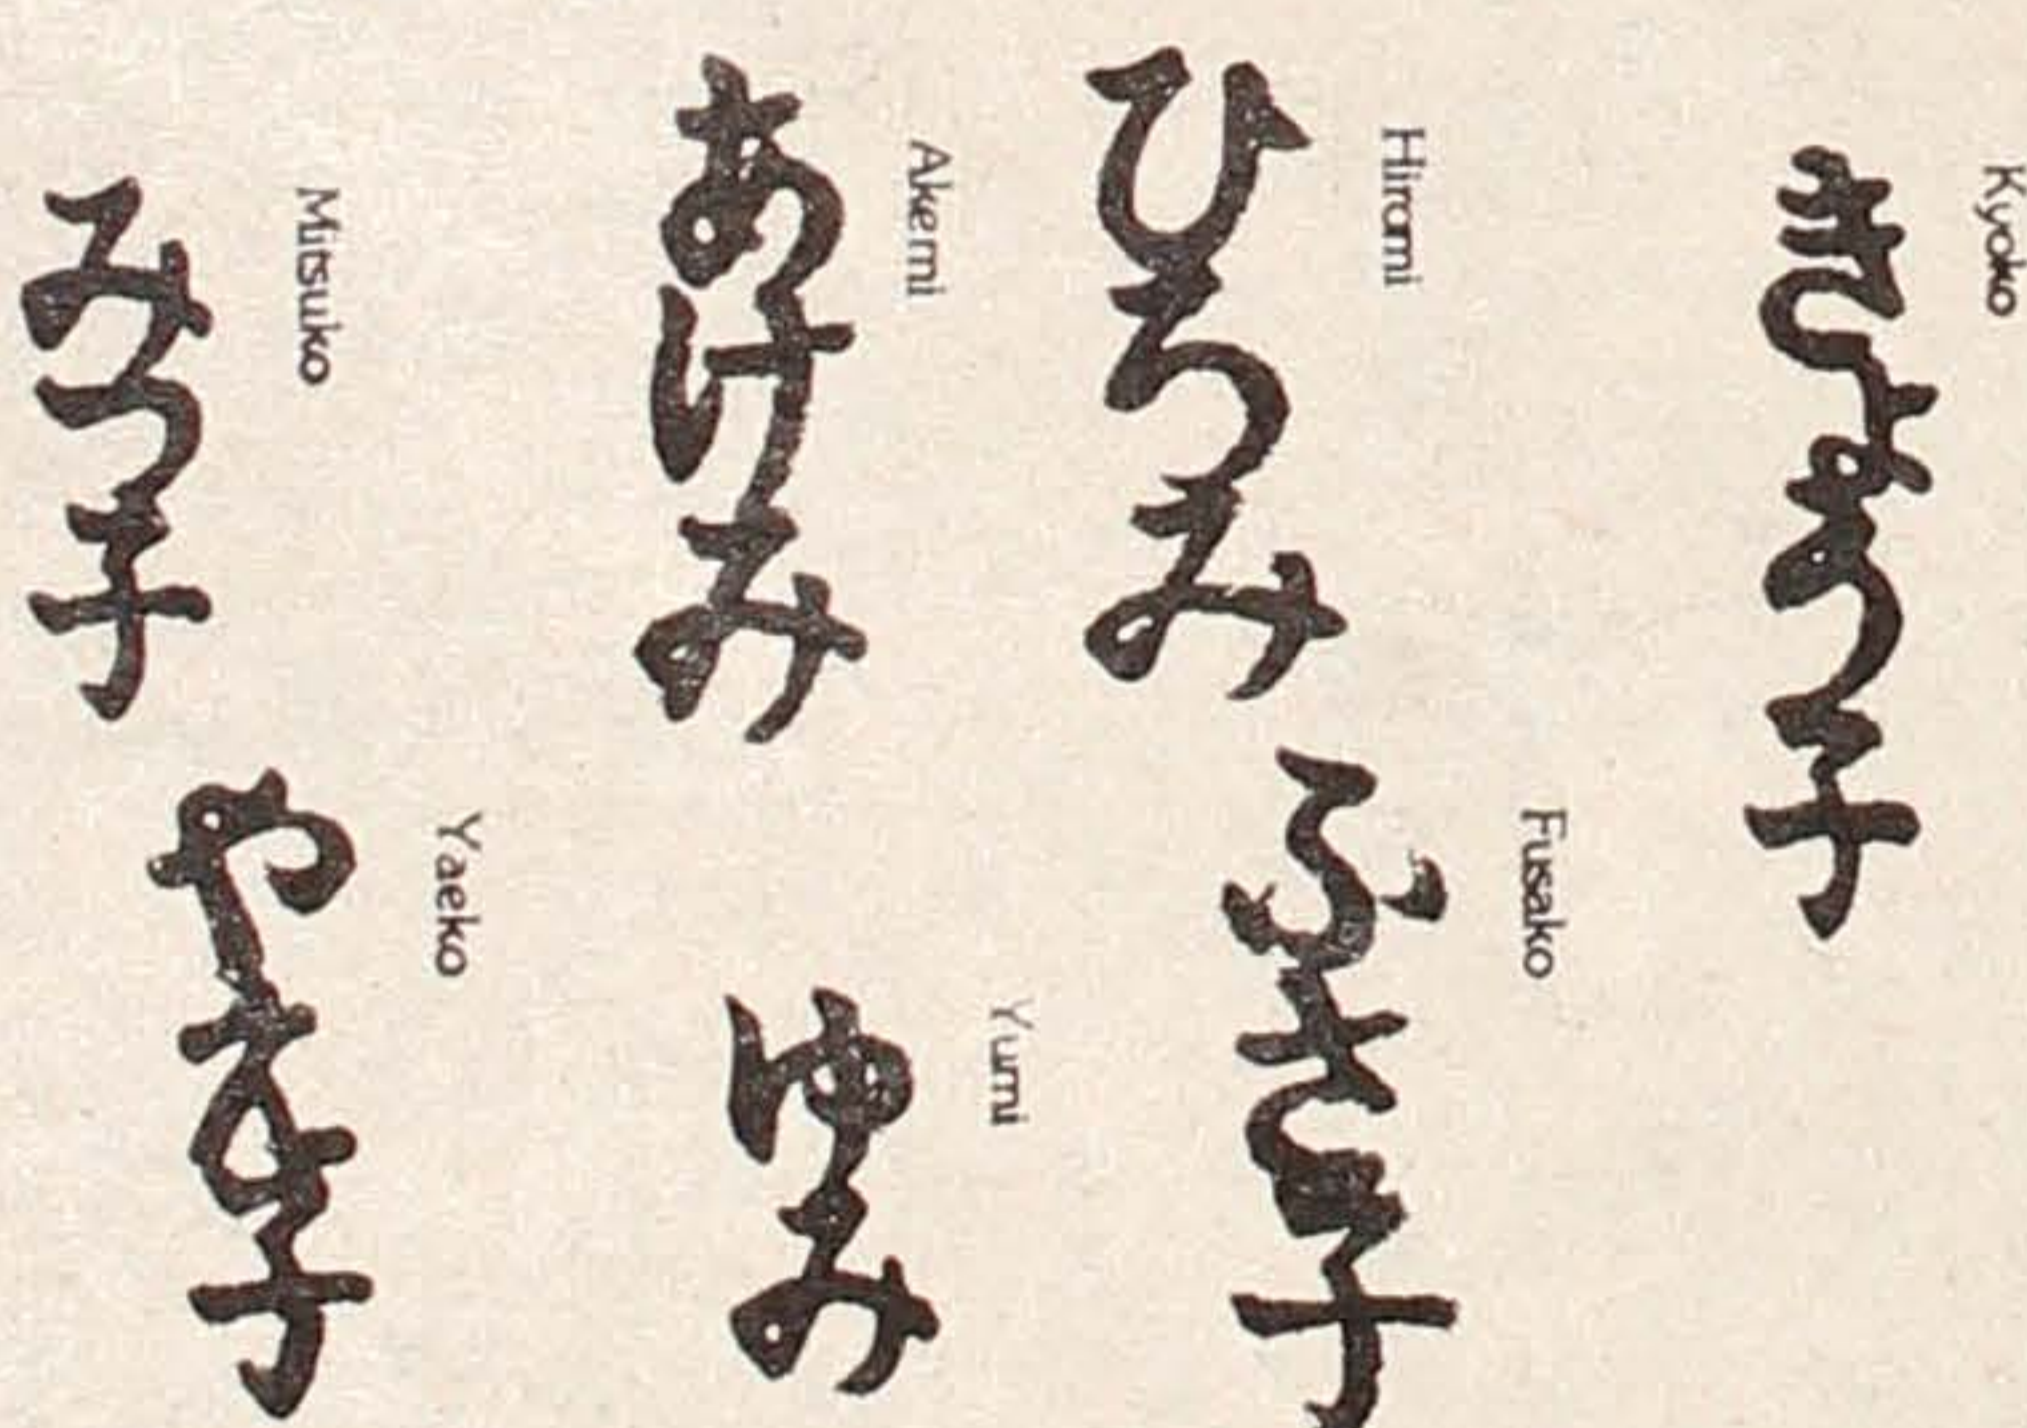 Kyoko
きよう子
Hiromi
ひろみ
Fusako
ふさ子
Akemi
あけみ
Yumi
ゆみ
Mitsuko
みつ子
Yaeko
やえ子